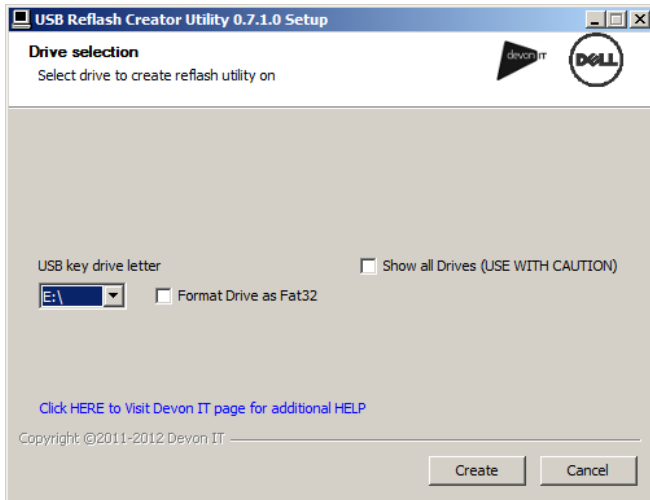 USB Reflash Creator Utility 0.7.1.0 Setup
Drive selection
Select drive to create reflash utility on
devon IT
DELL
USB key drive letter
Show all Drives (USE WITH CAUTION)
E:\
Format Drive as Fat32
Click HERE to Visit Devon IT page for additional HELP
Copyright ©2011-2012 Devon IT
Create
Cancel